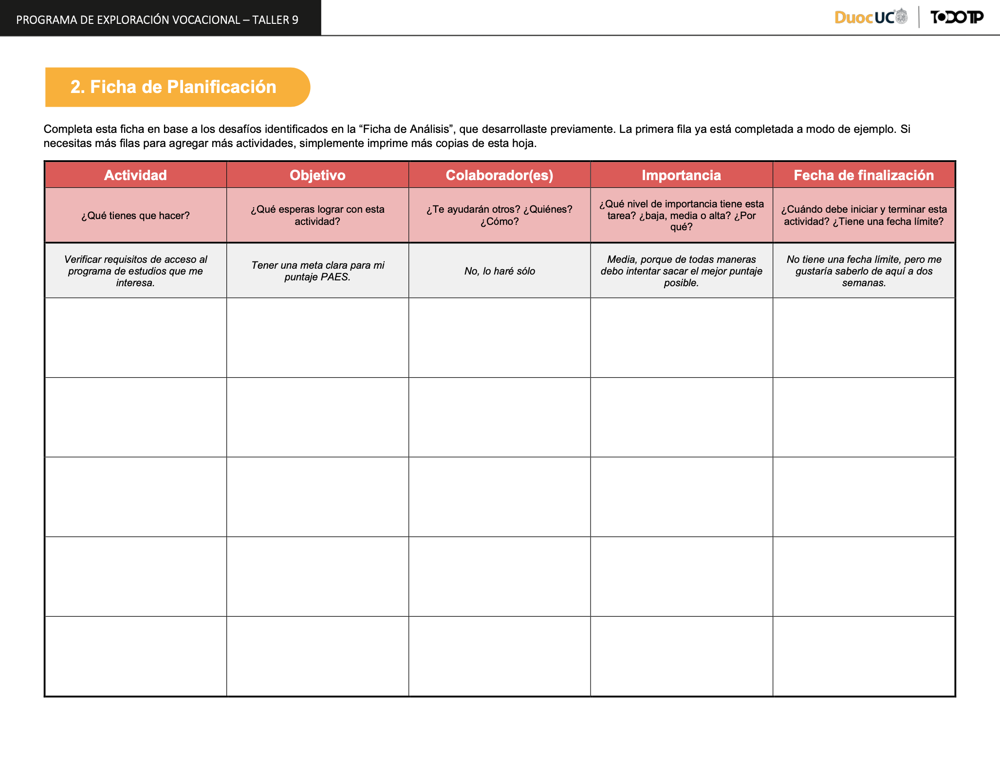 PROGRAMA DE EXPLORACIÓN VOCACIONAL – TALLER 9
DuocUC
TODOTP
2. Ficha de Planificación
Completa esta ficha en base a los desafíos identificados en la “Ficha de Análisis”, que desarrollaste previamente. La primera fila ya está completada a modo de ejemplo. Si
necesitas más filas para agregar más actividades, simplemente imprime más copias de esta hoja.
Actividad
Objetivo
Colaborador(es)
Importancia
Fecha de finalización
¿Qué tienes que hacer?
¿Qué esperas lograr con esta
actividad?
¿Te ayudarán otros? ¿Quiénes?
¿Cómo?
¿Qué nivel de importancia tiene esta
tarea? ¿baja, media o alta? ¿Por
qué?
¿Cuándo debe iniciar y terminar esta
actividad? ¿Tiene una fecha límite?
Verificar requisitos de acceso al
programa de estudios que me
interesa.
Tener una meta clara para mi
puntaje PAES.
No, lo haré sólo
Media, porque de todas maneras
debo intentar sacar el mejor puntaje
posible.
No tiene una fecha límite, pero me
gustaría saberlo de aquí a dos
semanas.